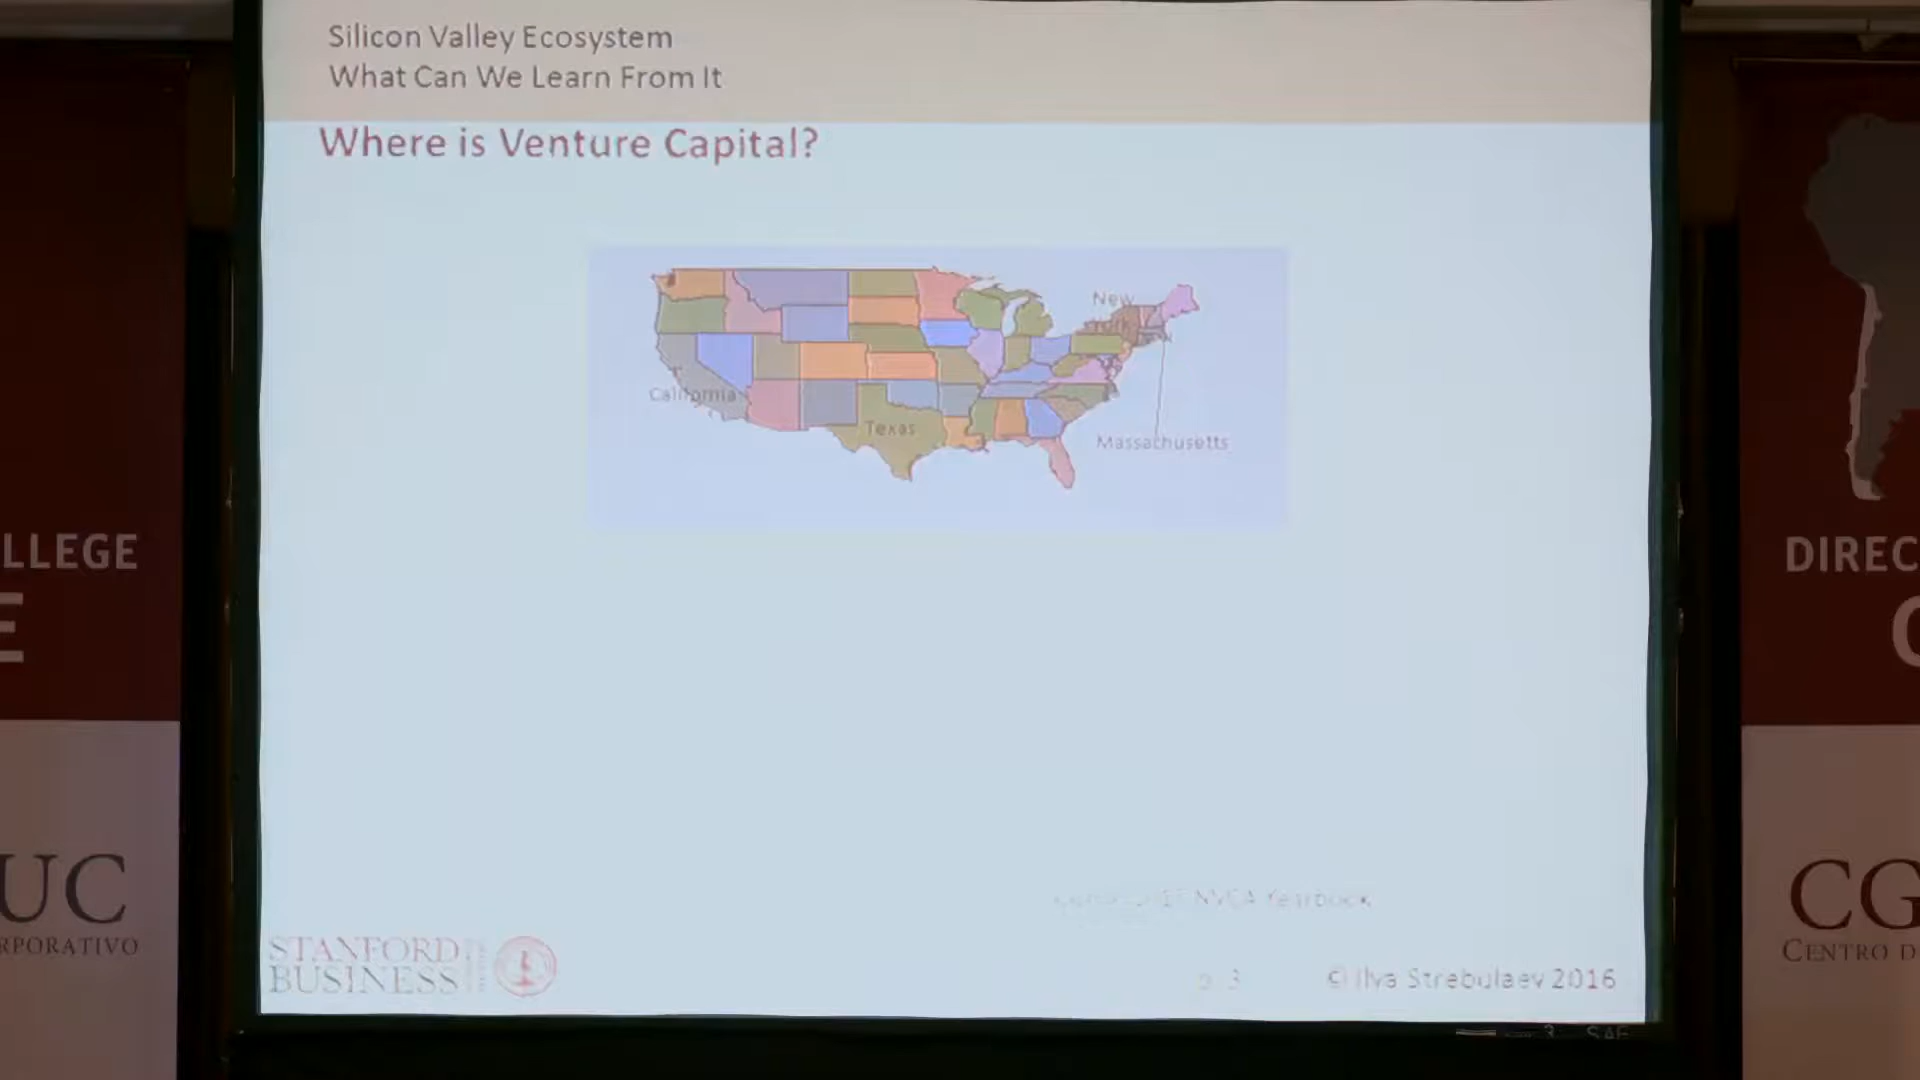 Silicon Valley Ecosystem
What Can We Learn From It
Where is Venture Capital?
New
California
Texas
Massachusetts
NVCA Yearbook
STANFORD
BUSINESS
3
© Ilya Strebulaev 2016
LLEGE
E
UC
RPORATIVO
DIREC
C
CG
CENTRO D